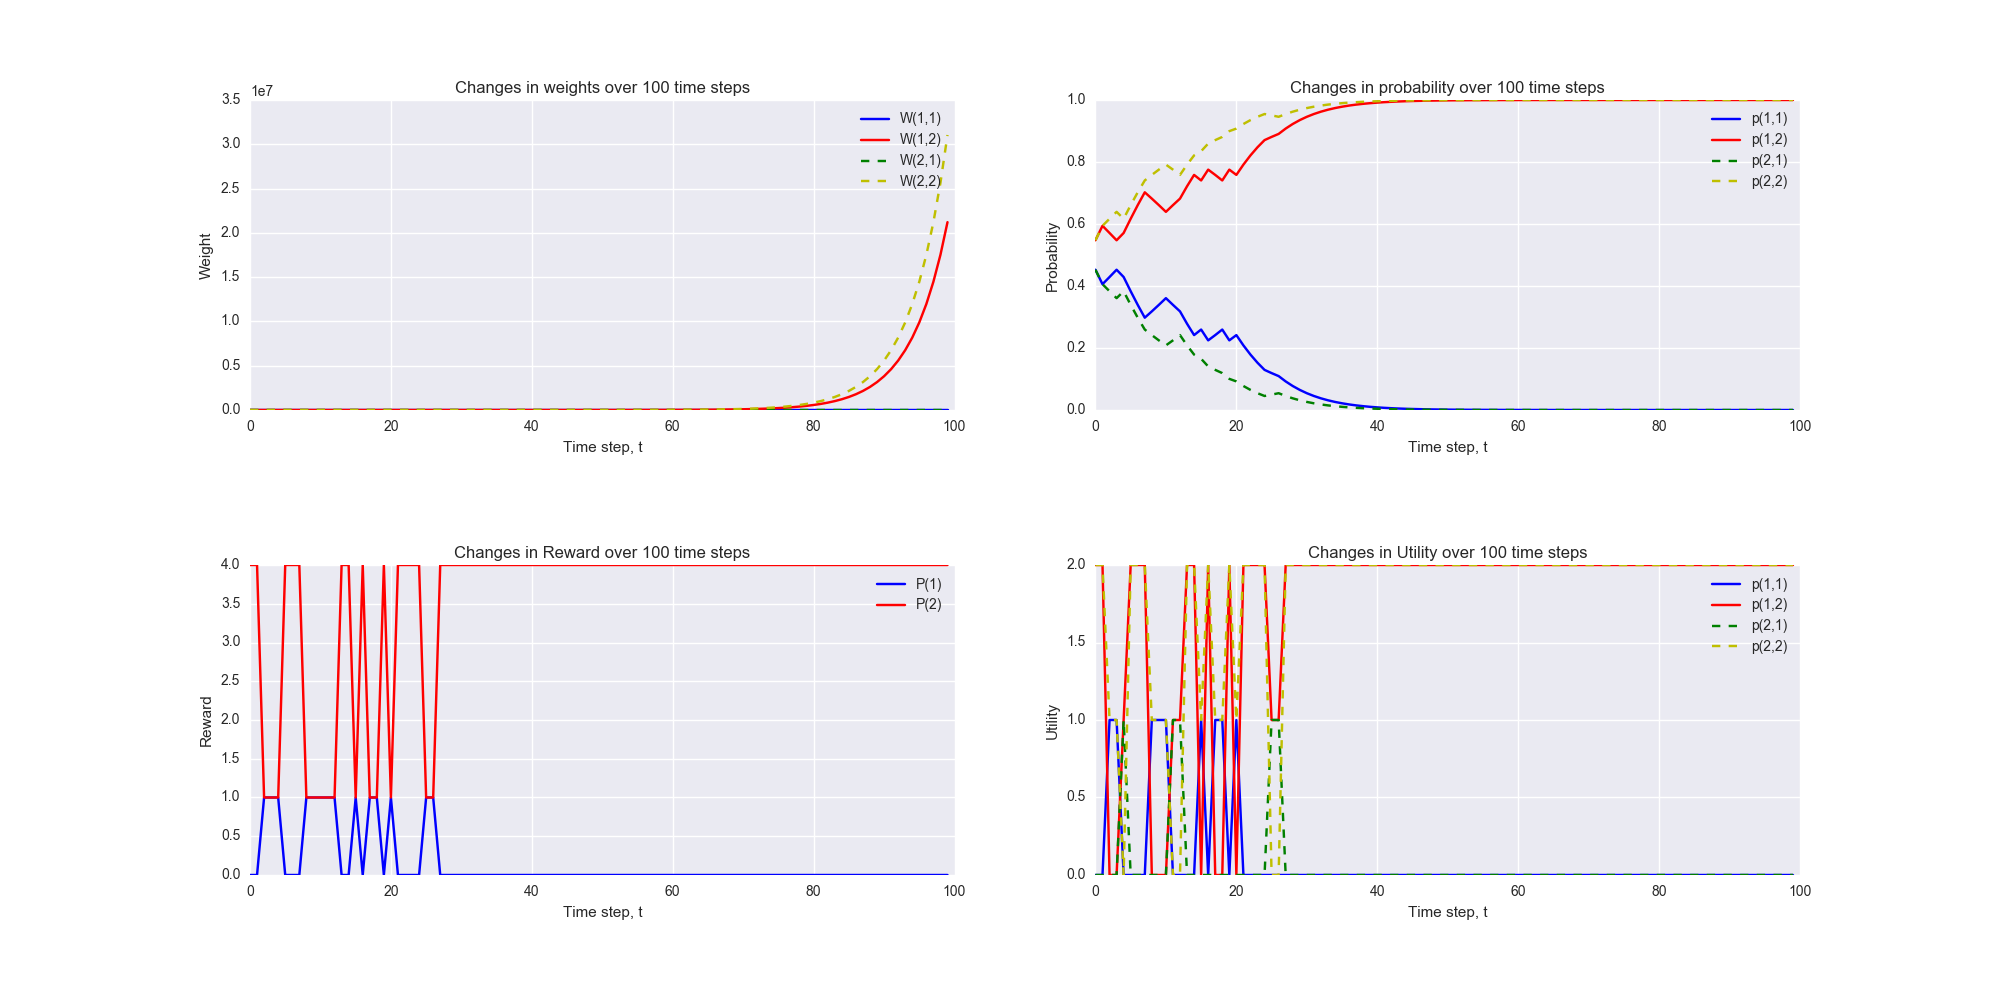 Changes in weights over 100 time steps
1e7
3.5
3.0
2.5
2.0
1.5
1.0
0.5
0.0
Weight
W(1,1)
W(1,2)
W(2,1)
W(2,2)
0 20 40 60 80 100
Time step, t
Changes in probability over 100 time steps
1.0
0.8
0.6
0.4
0.2
0.0
Probability
p(1,1)
p(1,2)
p(2,1)
p(2,2)
0 20 40 60 80 100
Time step, t
Changes in Reward over 100 time steps
4.0
3.5
3.0
2.5
2.0
1.5
1.0
0.5
0.0
Reward
P(1)
P(2)
0 20 40 60 80 100
Time step, t
Changes in Utility over 100 time steps
2.0
1.5
1.0
0.5
0.0
Utility
p(1,1)
p(1,2)
p(2,1)
p(2,2)
0 20 40 60 80 100
Time step, t